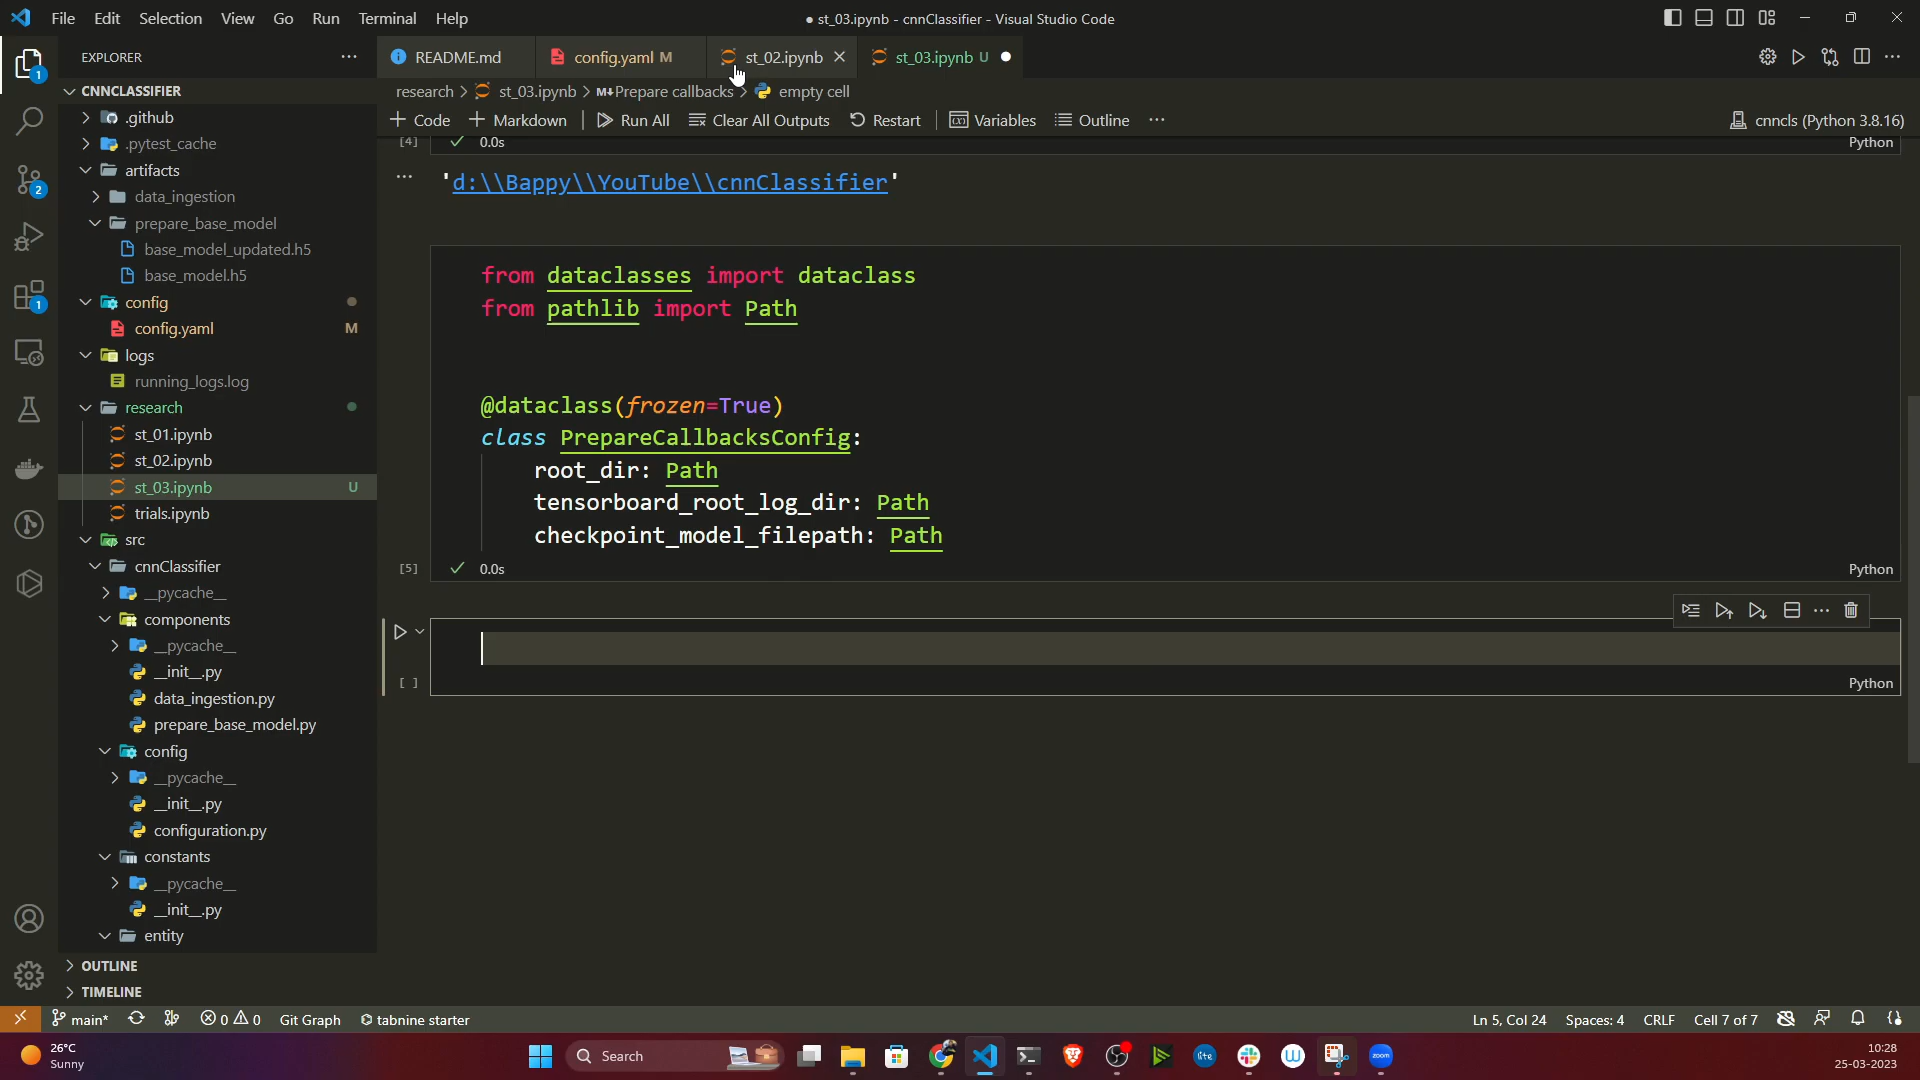 File Edit Selection View Go Run Terminal Help
● st_03.ipynb - cnnClassifier - Visual Studio Code
EXPLORER
README.md
config.yaml M
st_02.ipynb
st_03.ipynb U
CNNCLASSIFIER
research > st_03.ipynb > M↓Prepare callbacks > empty cell
+ Code + Markdown Run All Clear All Outputs Restart Variables Outline ...
cnncls (Python 3.8.16)
.github
.pytest_cache
artifacts
data_ingestion
prepare_base_model
base_model_updated.h5
base_model.h5
config
config.yaml M
logs
running_logs.log
research
st_01.ipynb
st_02.ipynb
st_03.ipynb U
trials.ipynb
src
cnnClassifier
__pycache__
components
__pycache__
__init__.py
data_ingestion.py
prepare_base_model.py
config
__pycache__
__init__.py
configuration.py
constants
__pycache__
__init__.py
entity
OUTLINE
TIMELINE
[4] 0.0s Python
'd:\\Bappy\\YouTube\\cnnClassifier'
from dataclasses import dataclass
from pathlib import Path
@dataclass(frozen=True)
class PrepareCallbacksConfig:
root_dir: Path
tensorboard_root_log_dir: Path
checkpoint_model_filepath: Path
[5] 0.0s Python
[ ] Python
main* 0 0 Git Graph tabnine starter
Ln 5, Col 24 Spaces: 4 CRLF Cell 7 of 7
26°C
Sunny
Search
lite
zoom
10:28
25-03-2023